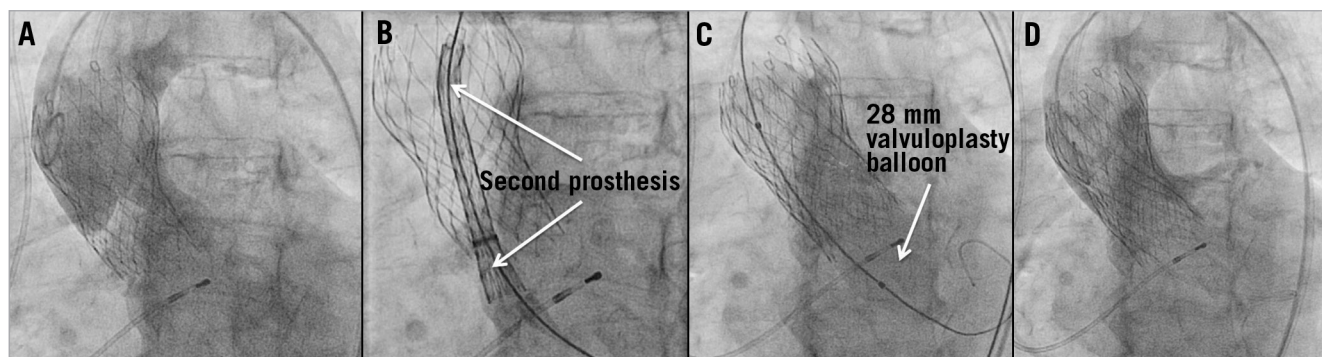 A
B
C
D
Second prosthesis
28 mm
valvuloplasty
balloon